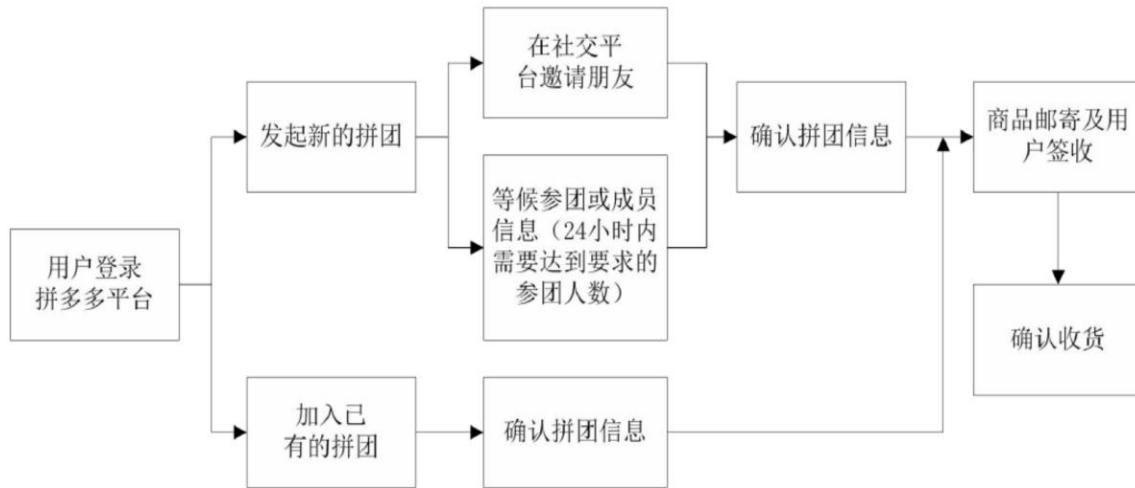 在社交平
台邀请朋友
发起新的拼团
确认拼团信息
商品邮寄及用
户签收
等候参团或成员
信息（24小时内
需要达到要求的
参团人数）
用户登录
拼多多平台
确认收货
加入已
有的拼团
确认拼团信息